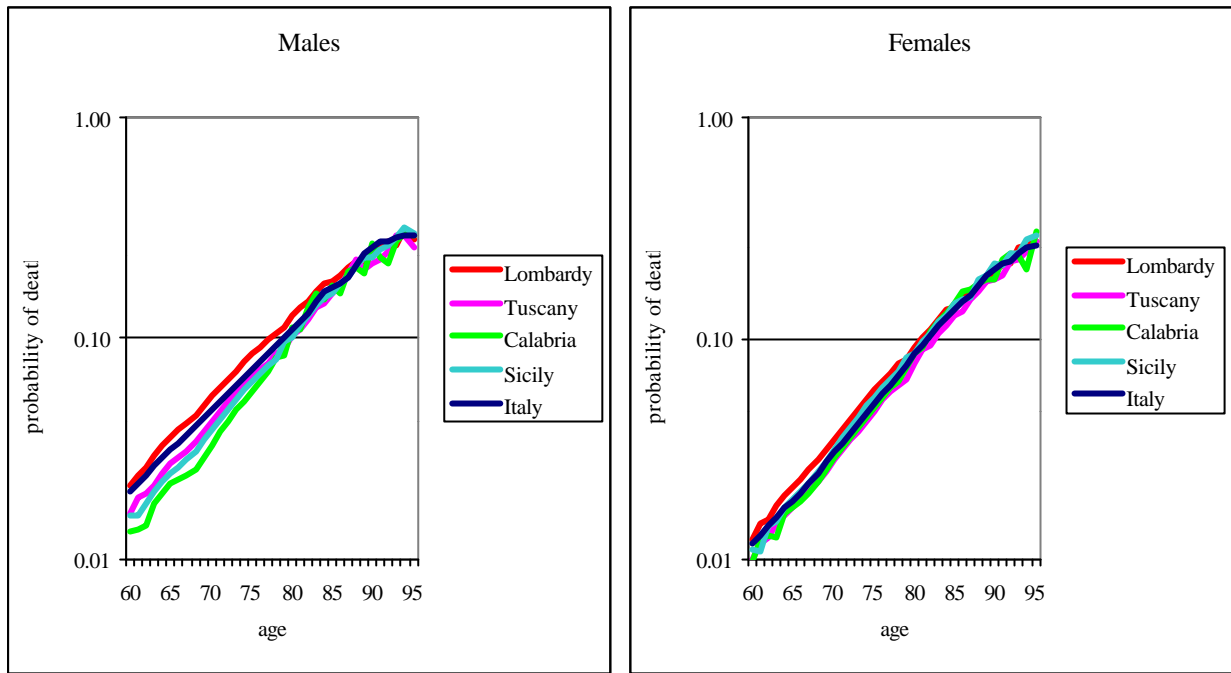 Males
1.00
0.10
0.01
probability of deat
60 65 70 75 80 85 90 95
age
Lombardy
Tuscany
Calabria
Sicily
Italy
Females
1.00
0.10
0.01
probability of deat
60 65 70 75 80 85 90 95
age
Lombardy
Tuscany
Calabria
Sicily
Italy